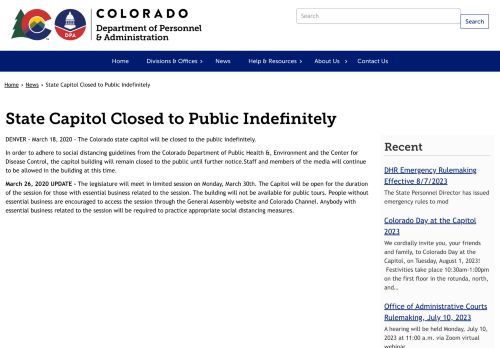 COLORADO
Department of Personnel
& Administration
DPA
Search
Search
Home Divisions & Offices › News Help & Resources › About Us › Contact Us
Home › News › State Capitol Closed to Public Indefinitely
State Capitol Closed to Public Indefinitely
DENVER - March 18, 2020 - The Colorado state capitol will be closed to the public indefinitely.
In order to adhere to social distancing guidelines from the Colorado Department of Public Health &, Environment and the Center for
Disease Control, the capitol building will remain closed to the public until further notice.Staff and members of the media will continue
to be allowed in the building at this time.
March 26, 2020 UPDATE - The legislature will meet in limited session on Monday, March 30th. The Capitol will be open for the duration
of the session for those with essential business related to the session. The building will not be available for public tours. People without
essential business are encouraged to access the session through the General Assembly website and Colorado Channel. Anybody with
essential business related to the session will be required to practice appropriate social distancing measures.
Recent
DHR Emergency Rulemaking
Effective 8/7/2023
The State Personnel Director has issued
emergency rules to mod
Colorado Day at the Capitol
2023
We cordially invite you, your friends
and family, to Colorado Day at the
Capitol, on Tuesday, August 1, 2023!
Festivities take place 10:30am-1:00pm
on the first floor in the rotunda, north,
and…
Office of Administrative Courts
Rulemaking, July 10, 2023
A hearing will be held Monday, July 10,
2023 at 11:00 a.m. via Zoom virtual
webinar